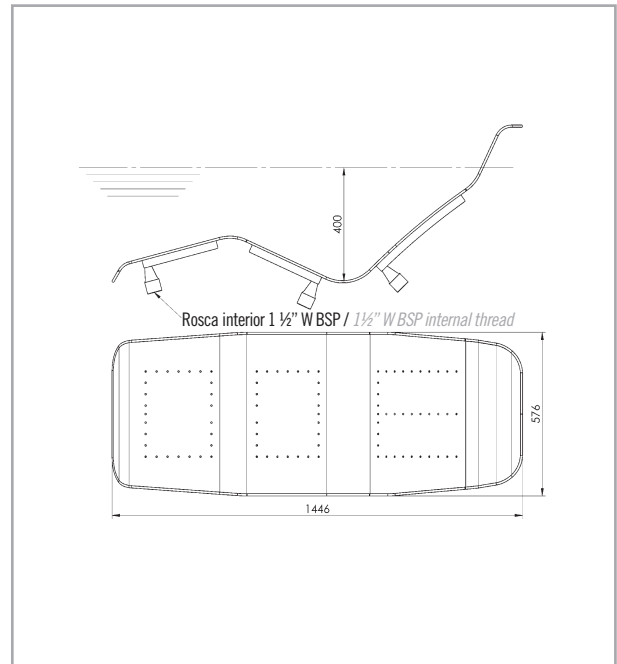 400
Rosca interior 1 ½” W BSP / 1½” W BSP internal thread
576
1446